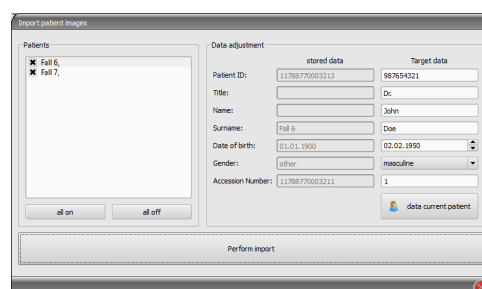 Import patient images
Patients
Fall 6,
Fall 7,
all on all off
Data adjustment
stored data Target data
Patient ID: 11788770003213 987654321
Title: Dr.
Name: John
Surname: Fall 6 Doe
Date of birth: 01.01.1900 02.02.1950
Gender: other masculine
Accession Number: 11788770003211 1
data current patient
Perform import